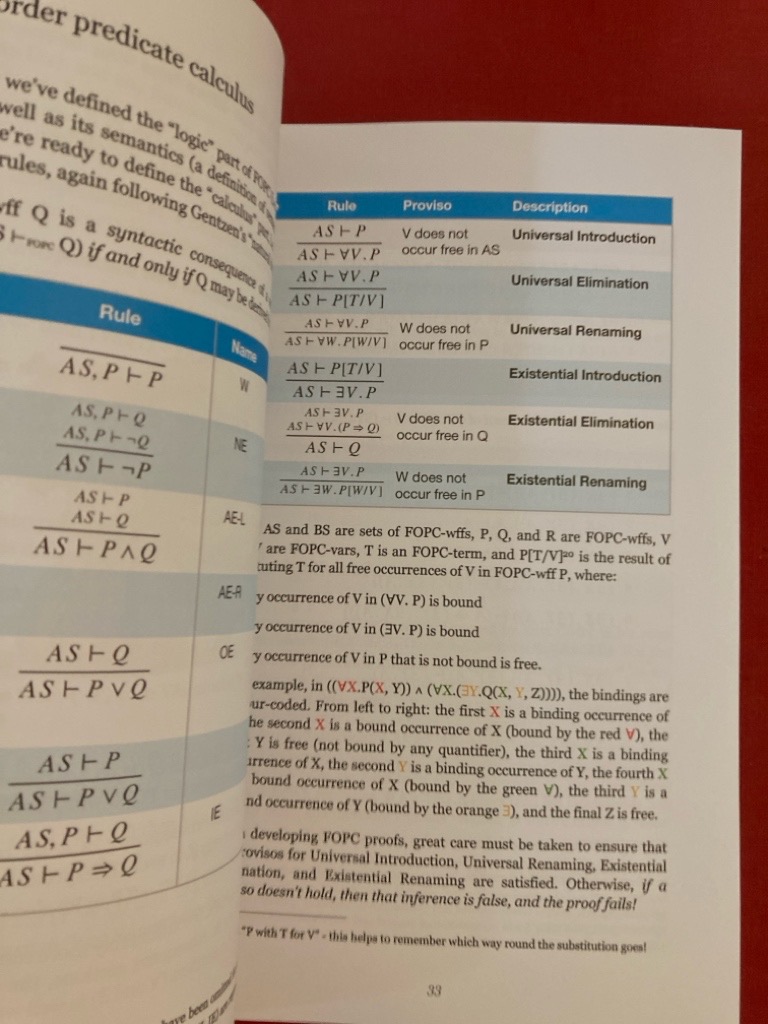 order predicate calculus
we've defined the "logic" part of
well as its semantics (a definition of
e're ready to define the "calculus"
rules, again following Gentzen's
wff Q is a syntactic consequence of
S ⊢FOPC Q) if and only if Q may be
Rule Name
AS, P ⊢ P W
AS, P ⊢ Q
AS, P ⊢ ¬Q
AS ⊢ ¬P NE
AS ⊢ P
AS ⊢ Q
AS ⊢ P ∧ Q AE-L
AE-R
AS ⊢ Q
AS ⊢ P ∨ Q OE
AS ⊢ P
AS ⊢ P ∨ Q
AS, P ⊢ Q
AS ⊢ P ⇒ Q IE
have been omitted
Rule Proviso Description
AS ⊢ P
AS ⊢ ∀V. P
V does not
occur free in AS
Universal Introduction
AS ⊢ ∀V. P
AS ⊢ P[T/V]
Universal Elimination
AS ⊢ ∀V. P
AS ⊢ ∀W. P[W/V]
W does not
occur free in P
Universal Renaming
AS ⊢ P[T/V]
AS ⊢ ∃V. P
Existential Introduction
AS ⊢ ∃V. P
AS ⊢ ∀V. (P ⇒ Q)
AS ⊢ Q
V does not
occur free in Q
Existential Elimination
AS ⊢ ∃V. P
AS ⊢ ∃W. P[W/V]
W does not
occur free in P
Existential Renaming
AS and BS are sets of FOPC-wffs, P, Q, and R are FOPC-wffs, V
are FOPC-vars, T is an FOPC-term, and P[T/V]²⁰ is the result of
tuting T for all free occurrences of V in FOPC-wff P, where:
y occurrence of V in (∀V. P) is bound
y occurrence of V in (∃V. P) is bound
y occurrence of V in P that is not bound is free.
example, in ((∀X.P(X, Y)) ∧ (∀X.(∃Y.Q(X, Y, Z)))), the bindings are
ur-coded. From left to right: the first X is a binding occurrence of
he second X is a bound occurrence of X (bound by the red ∀), the
Y is free (not bound by any quantifier), the third X is a binding
rrence of X, the second Y is a binding occurrence of Y, the fourth X
bound occurrence of X (bound by the green ∀), the third Y is a
nd occurrence of Y (bound by the orange ∃), and the final Z is free.
developing FOPC proofs, great care must be taken to ensure that
rovisos for Universal Introduction, Universal Renaming, Existential
nation, and Existential Renaming are satisfied. Otherwise, if a
so doesn't hold, then that inference is false, and the proof fails!
"P with T for V" - this helps to remember which way round the substitution goes!
33